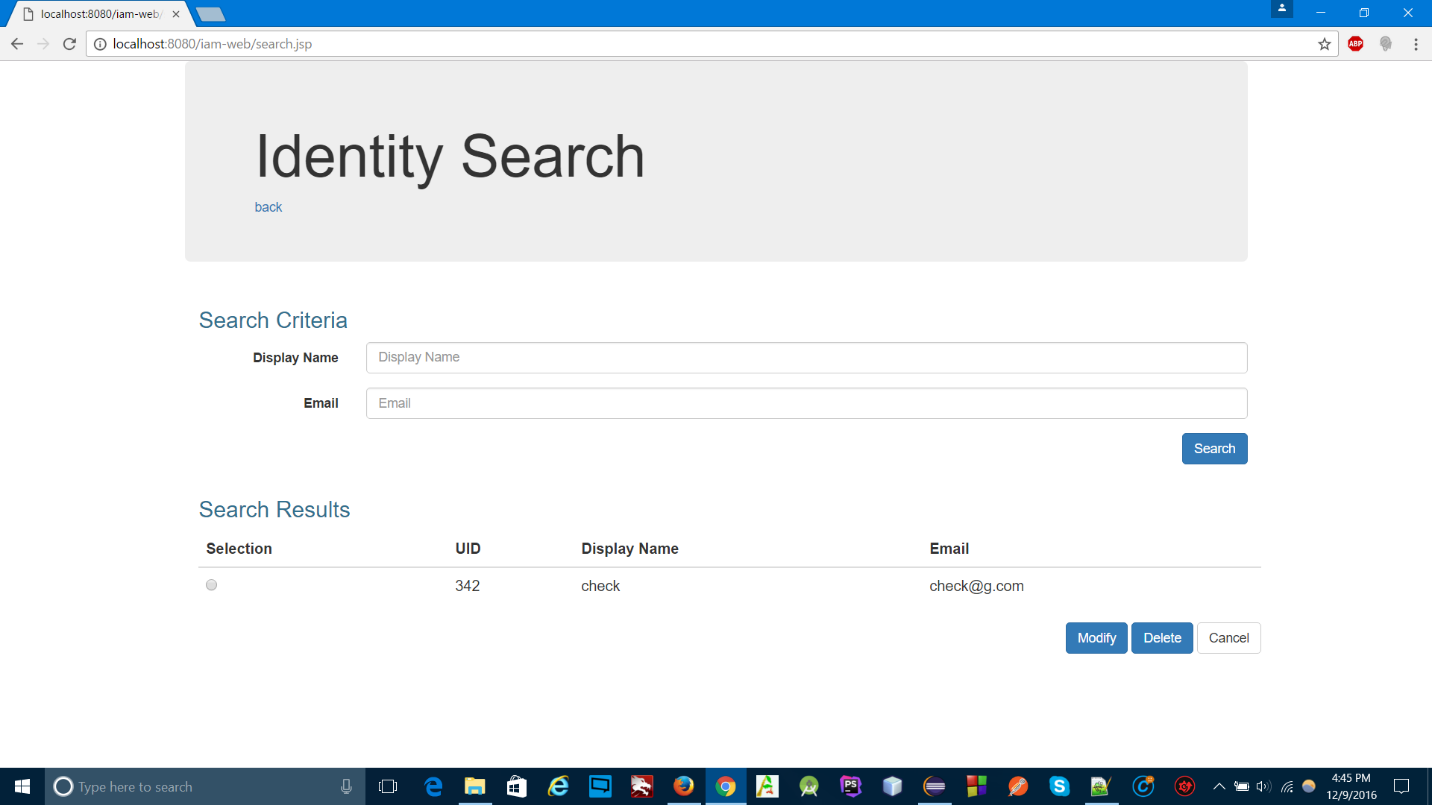 localhost:8080/iam-web/
localhost:8080/iam-web/search.jsp
ABP
Identity Search
back
Search Criteria
Display Name Display Name
Email Email
Search
Search Results
Selection UID Display Name Email
342 check check@g.com
Modify Delete Cancel
Type here to search
PS
4:45 PM
12/9/2016